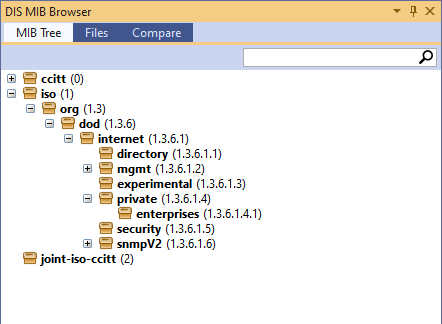 DIS MIB Browser
MIB Tree Files Compare
ccitt (0)
iso (1)
org (1.3)
dod (1.3.6)
internet (1.3.6.1)
directory (1.3.6.1.1)
mgmt (1.3.6.1.2)
experimental (1.3.6.1.3)
private (1.3.6.1.4)
enterprises (1.3.6.1.4.1)
security (1.3.6.1.5)
snmpV2 (1.3.6.1.6)
joint-iso-ccitt (2)